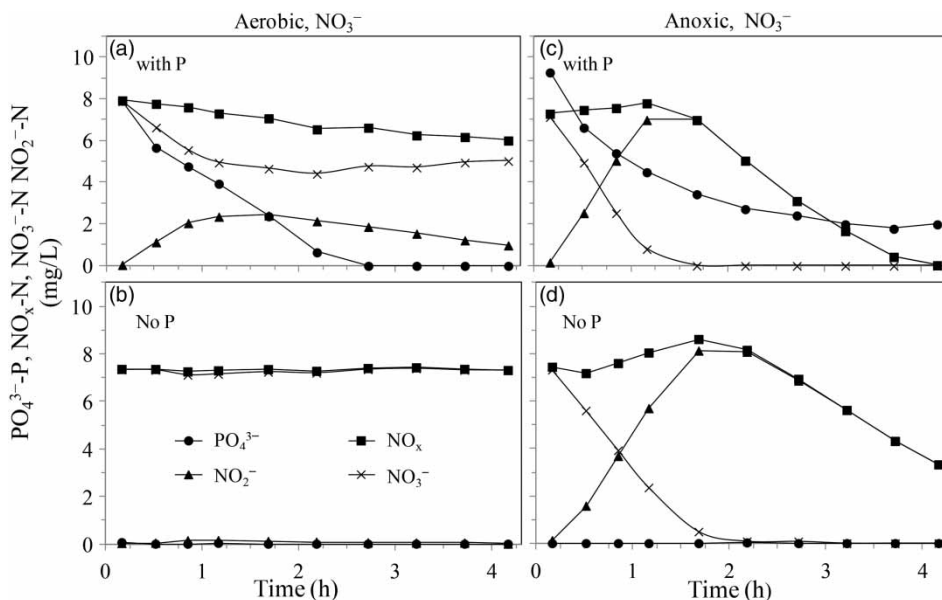 Aerobic, NO₃⁻
Anoxic, NO₃⁻
PO₄³⁻-P, NOₓ-N, NO₃⁻-N NO₂⁻-N
(mg/L)
(a)
with P
10
8
6
4
2
0
(c)
with P
(b)
No P
10
8
6
4
2
0
PO₄³⁻
NOₓ
NO₂⁻
NO₃⁻
(d)
No P
0 1 2 3 4
Time (h)
0 1 2 3 4
Time (h)